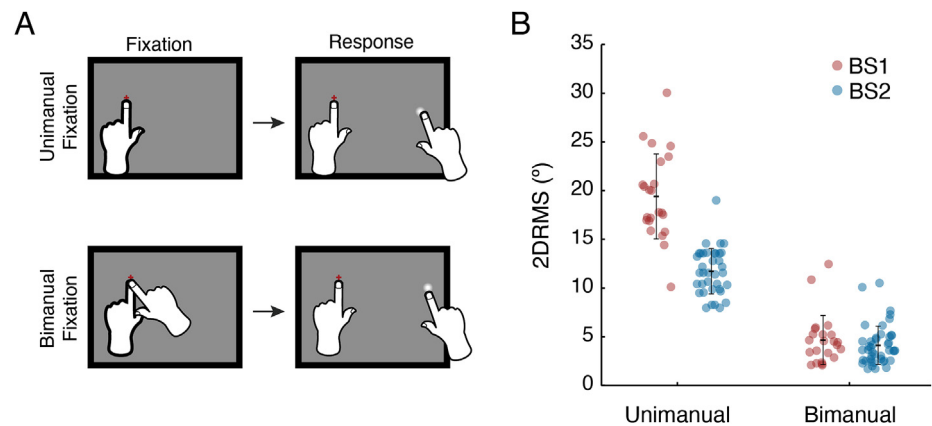 A
Fixation
Response
Unimanual
Fixation
Bimanual
Fixation
B
2DRMS (º)
35
30
25
20
15
10
5
0
BS1
BS2
Unimanual
Bimanual